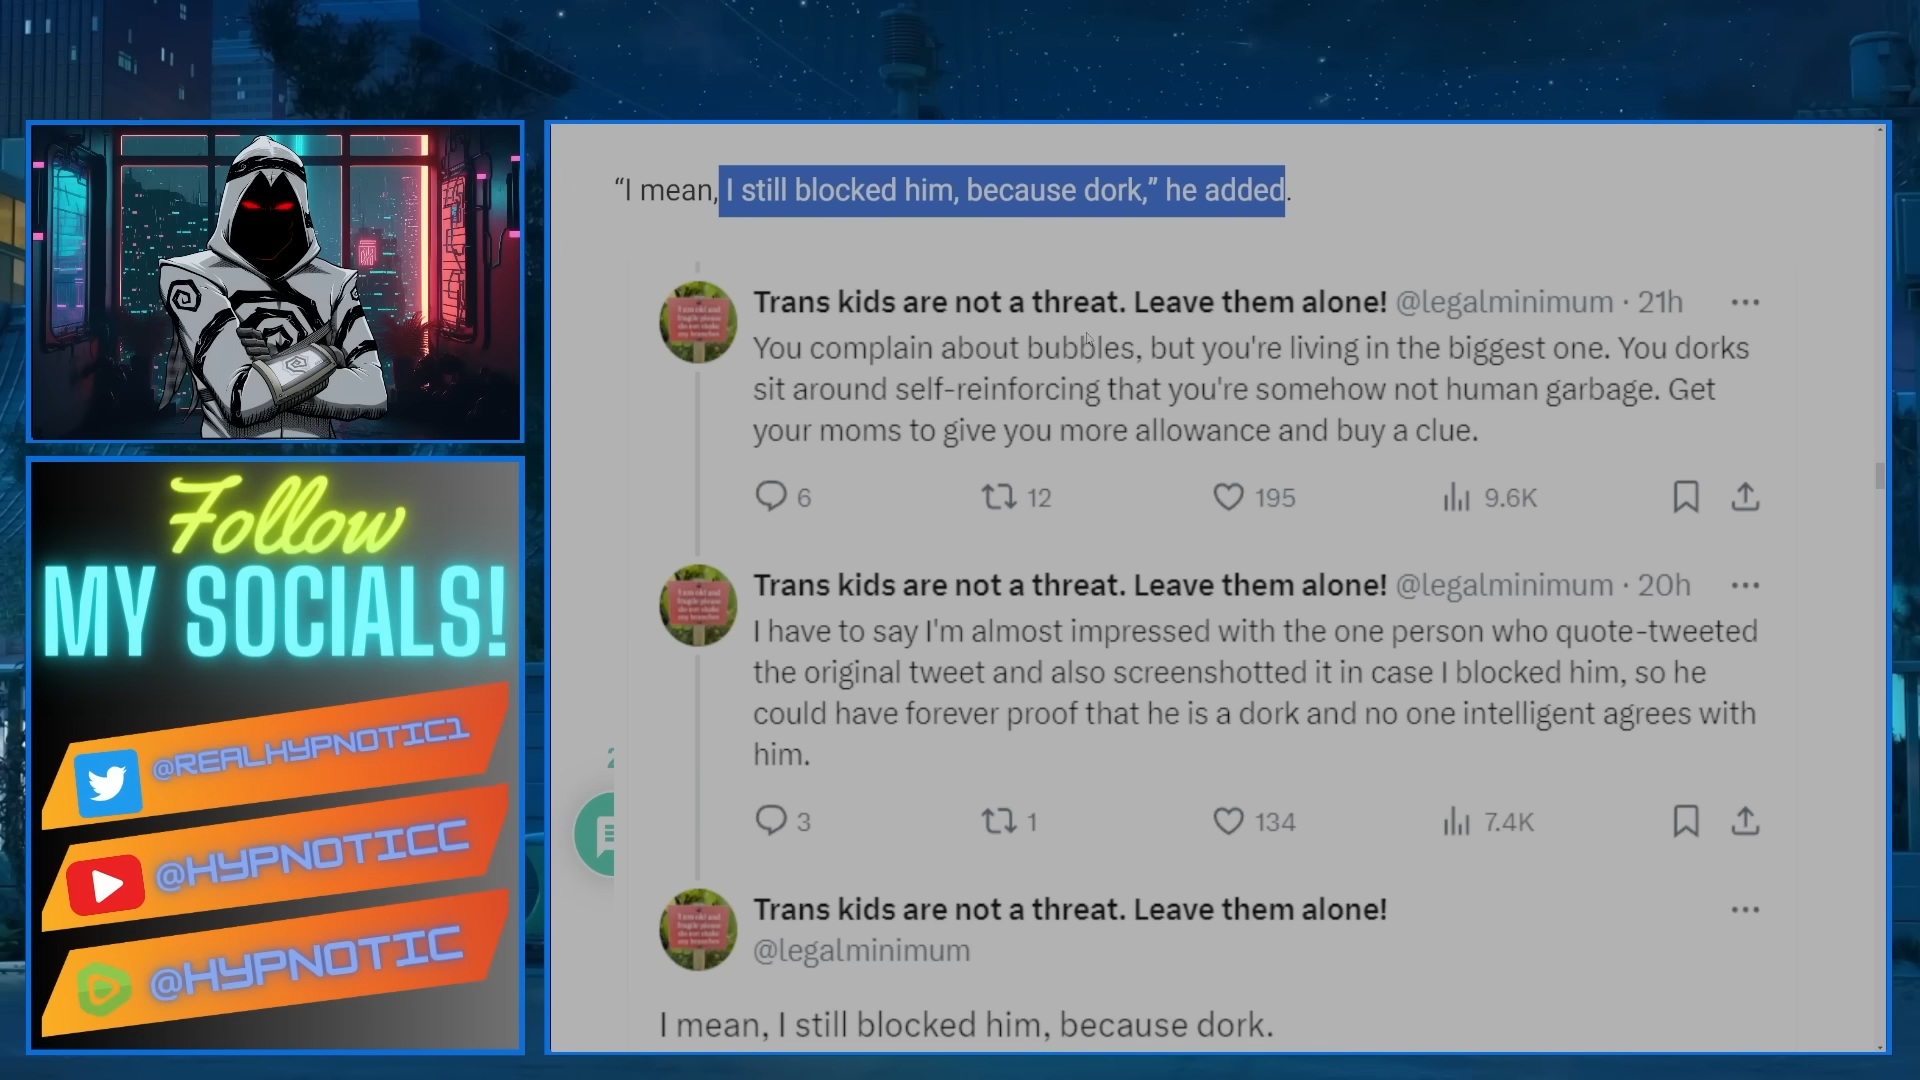 “I mean, I still blocked him, because dork,” he added.
Trans kids are not a threat. Leave them alone! @legalminimum · 21h
You complain about bubbles, but you're living in the biggest one. You dorks
sit around self-reinforcing that you're somehow not human garbage. Get
your moms to give you more allowance and buy a clue.
6 12 195 9.6K
Trans kids are not a threat. Leave them alone! @legalminimum · 20h
I have to say I'm almost impressed with the one person who quote-tweeted
the original tweet and also screenshotted it in case I blocked him, so he
could have forever proof that he is a dork and no one intelligent agrees with
him.
3 1 134 7.4K
Trans kids are not a threat. Leave them alone!
@legalminimum
I mean, I still blocked him, because dork.
Follow
MY SOCIALS!
@REALHYPNOTIC1
@HYPNOTICC
@HYPNOTIC